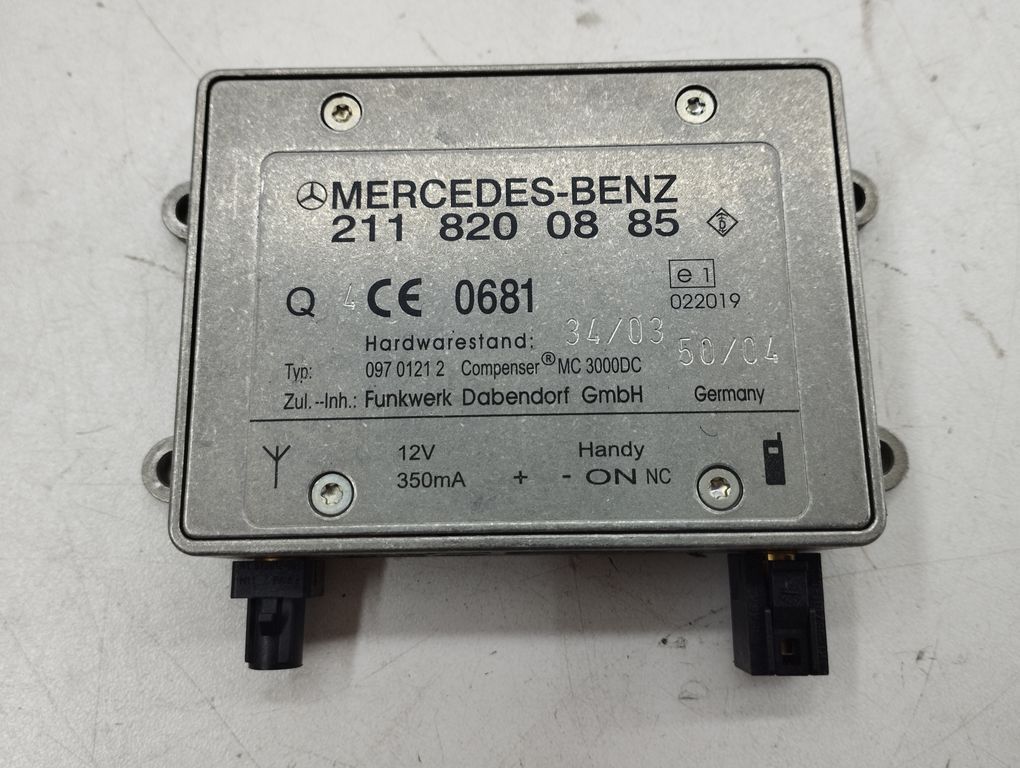 MERCEDES-BENZ
211 820 08 85
Q 4 CE 0681
e 1
022019
Hardwarestand: 34/03
50/04
Typ: 097 0121 2 Compenser® MC 3000DC
Zul.-Inh.: Funkwerk Dabendorf GmbH Germany
12V Handy
350mA + - ON NC